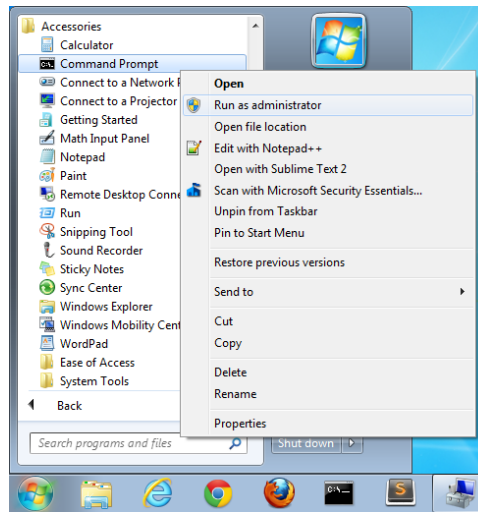 Accessories
Calculator
Command Prompt
Connect to a Network
Connect to a Projector
Getting Started
Math Input Panel
Notepad
Paint
Remote Desktop Conne
Run
Snipping Tool
Sound Recorder
Sticky Notes
Sync Center
Windows Explorer
Windows Mobility Cent
WordPad
Ease of Access
System Tools
Back
Search programs and files
Open
Run as administrator
Open file location
Edit with Notepad++
Open with Sublime Text 2
Scan with Microsoft Security Essentials...
Unpin from Taskbar
Pin to Start Menu
Restore previous versions
Send to
Cut
Copy
Delete
Rename
Properties
Shut down